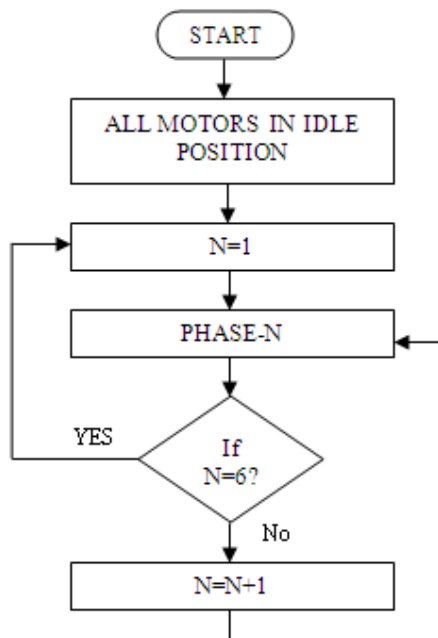 START
ALL MOTORS IN IDLE
POSITION
N=1
PHASE-N
YES
If
N=6?
No
N=N+1